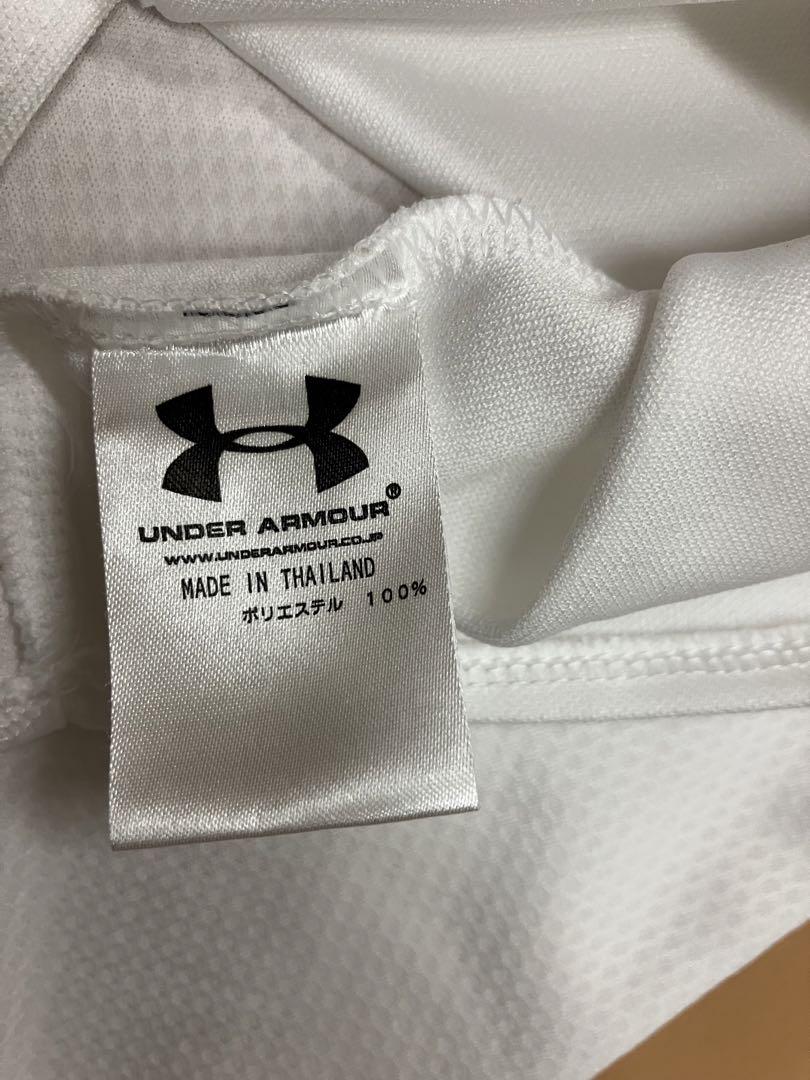 UNDER ARMOUR®
WWW.UNDERARMOUR.CO.JP
MADE IN THAILAND
ポリエステル 100%